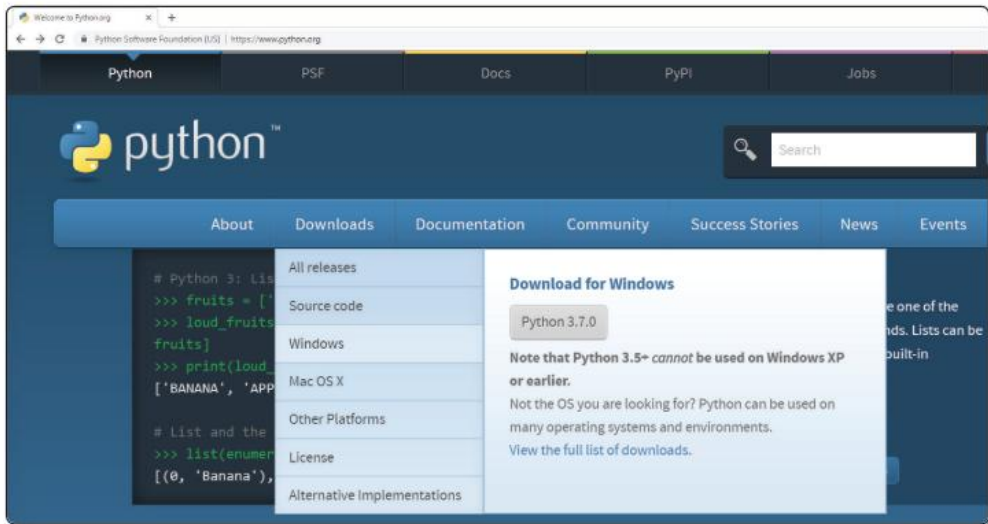 Welcome to Python.org
Python Software Foundation [US] | https://www.python.org
Python PSF Docs PyPI Jobs
python™
Search
About Downloads Documentation Community Success Stories News Events
All releases
Source code
Windows
Mac OS X
Other Platforms
License
Alternative Implementations
Download for Windows
Python 3.7.0
Note that Python 3.5+ cannot be used on Windows XP
or earlier.
Not the OS you are looking for? Python can be used on
many operating systems and environments.
View the full list of downloads.
# Python 3: Lis
>>> fruits = ['
>>> loud_fruits
fruits]
>>> print(loud_
['BANANA', 'APP
# List and the
>>> list(enumer
[(0, 'Banana'),
e one of the
nds. Lists can be
built-in